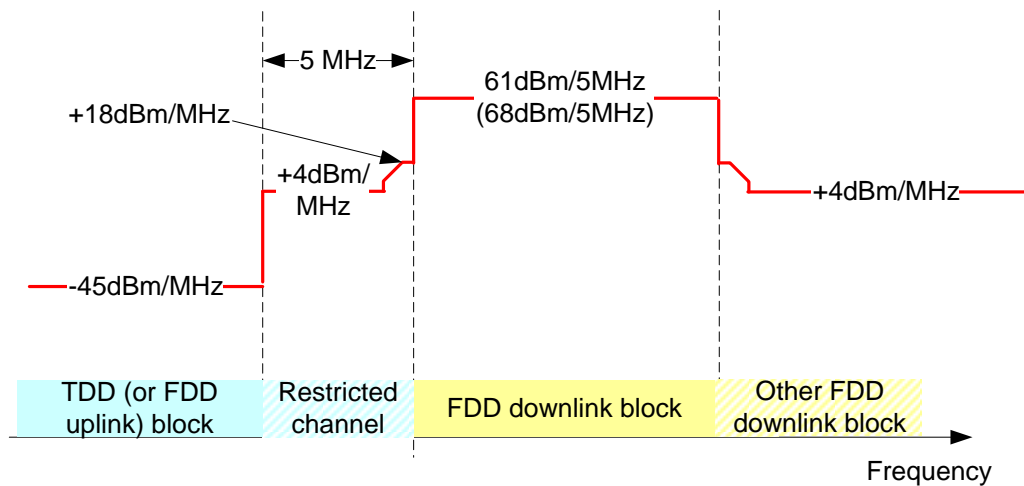 5 MHz
61dBm/5MHz
(68dBm/5MHz)
+18dBm/MHz
+4dBm/
MHz
+4dBm/MHz
-45dBm/MHz
TDD (or FDD
uplink) block
Restricted
channel
FDD downlink block
Other FDD
downlink block
Frequency